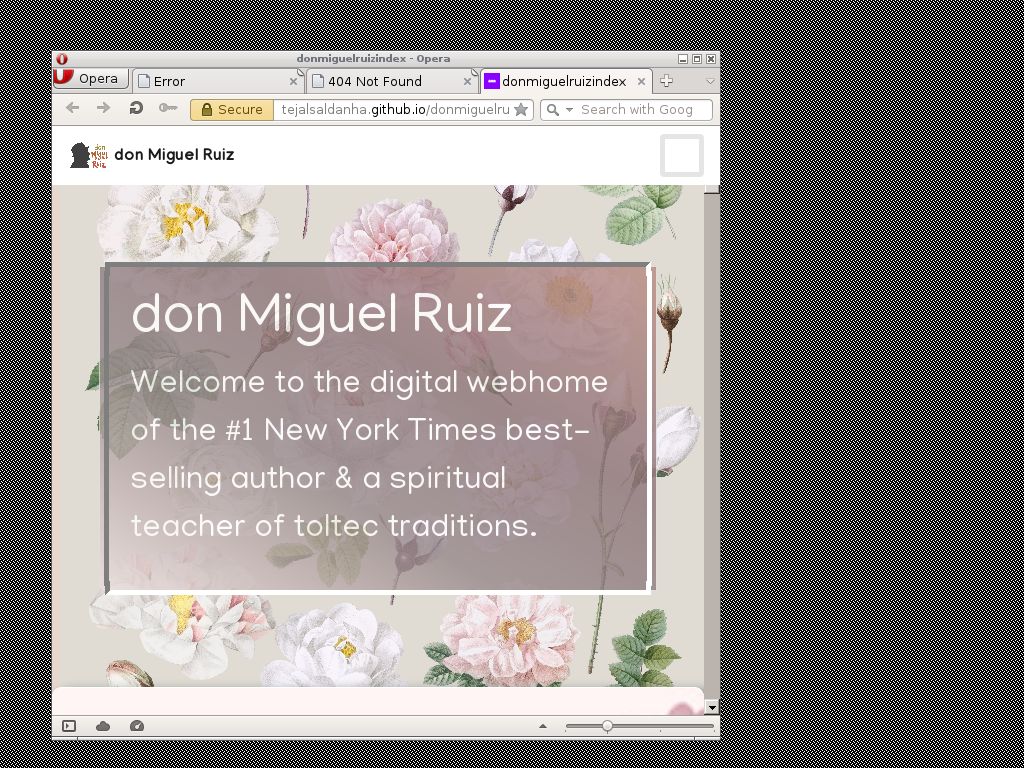 donmiguelruizindex - Opera
Opera
Error
404 Not Found
donmiguelruizindex
Secure
tejalsaldanha.github.io/donmiguelru
Search with Goog
don Miguel Ruiz
don Miguel Ruiz
don Miguel Ruiz
Welcome to the digital webhome
of the #1 New York Times best-
selling author & a spiritual
teacher of toltec traditions.